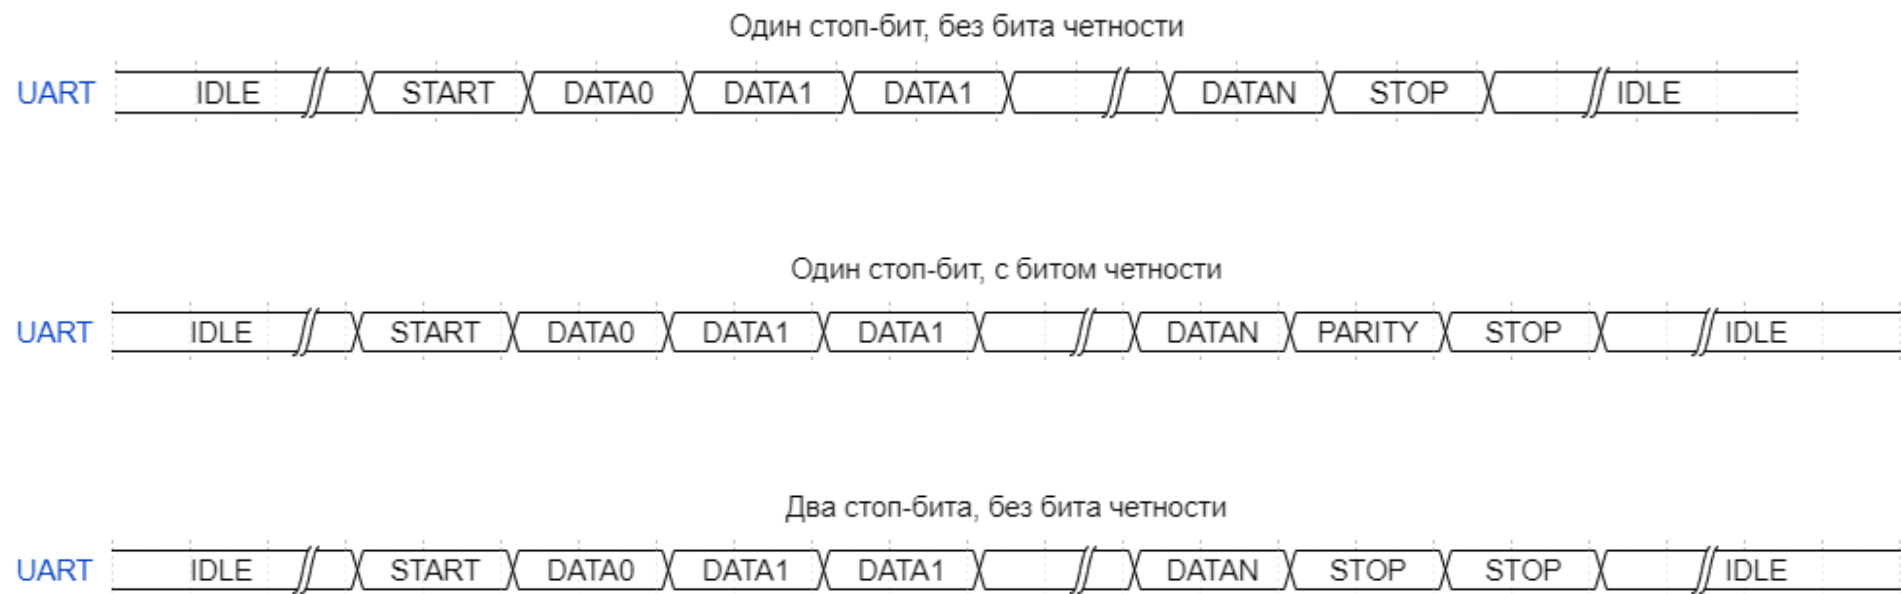 Один стоп-бит, без бита четности
UART IDLE START DATA0 DATA1 DATA1 DATAN STOP IDLE
Один стоп-бит, с битом четности
UART IDLE START DATA0 DATA1 DATA1 DATAN PARITY STOP IDLE
Два стоп-бита, без бита четности
UART IDLE START DATA0 DATA1 DATA1 DATAN STOP STOP IDLE